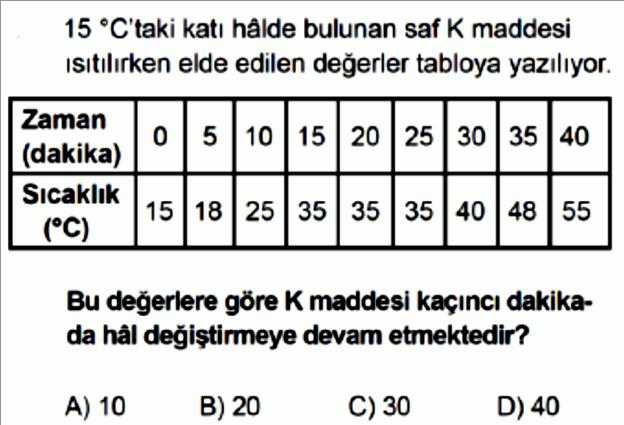 15 °C'taki katı hâlde bulunan saf K maddesi
ısıtılırken elde edilen değerler tabloya yazılıyor.
Zaman (dakika) 0 5 10 15 20 25 30 35 40
Sıcaklık (°C) 15 18 25 35 35 35 40 48 55
Bu değerlere göre K maddesi kaçıncı dakika-
da hâl değiştirmeye devam etmektedir?
A) 10 B) 20 C) 30 D) 40